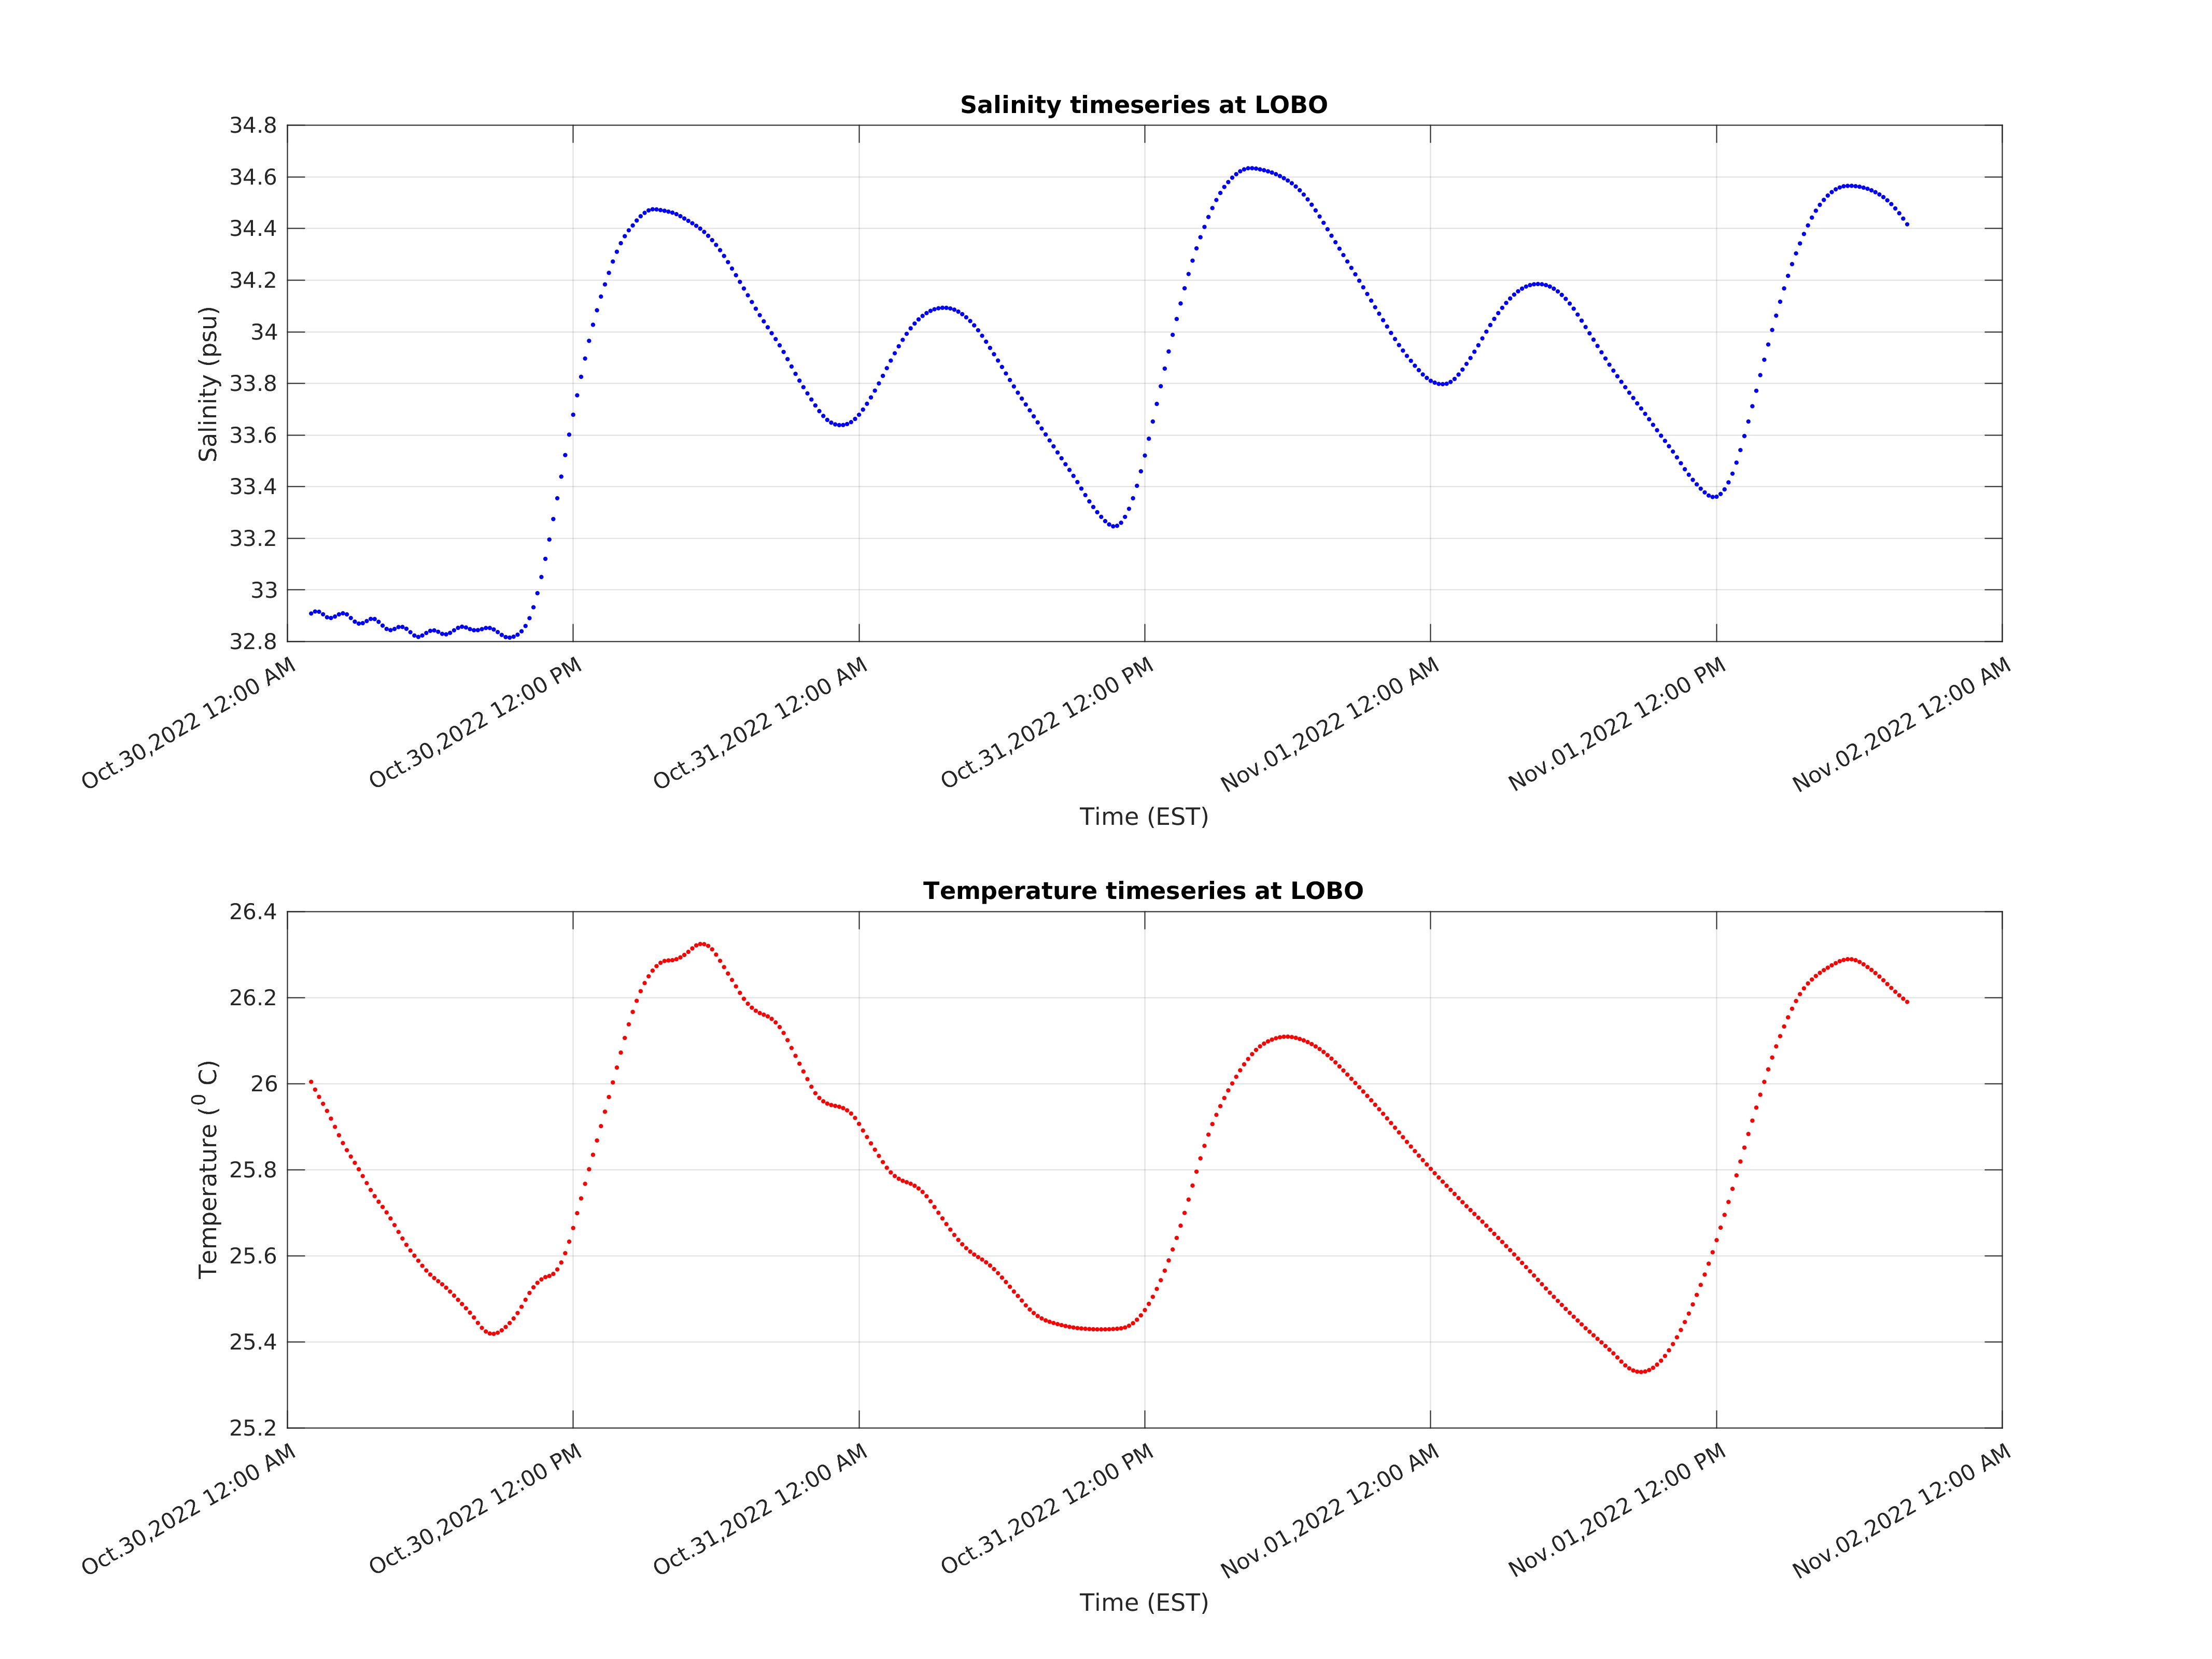 Salinity timeseries at LOBO
34.8
34.6
34.4
34.2
34
33.8
33.6
33.4
33.2
33
32.8
Salinity (psu)
Oct.30,2022 12:00 AM
Oct.30,2022 12:00 PM
Oct.31,2022 12:00 AM
Oct.31,2022 12:00 PM
Nov.01,2022 12:00 AM
Nov.01,2022 12:00 PM
Nov.02,2022 12:00 AM
Time (EST)
Temperature timeseries at LOBO
26.4
26.2
26
25.8
25.6
25.4
25.2
Temperature (⁰ C)
Oct.30,2022 12:00 AM
Oct.30,2022 12:00 PM
Oct.31,2022 12:00 AM
Oct.31,2022 12:00 PM
Nov.01,2022 12:00 AM
Nov.01,2022 12:00 PM
Nov.02,2022 12:00 AM
Time (EST)